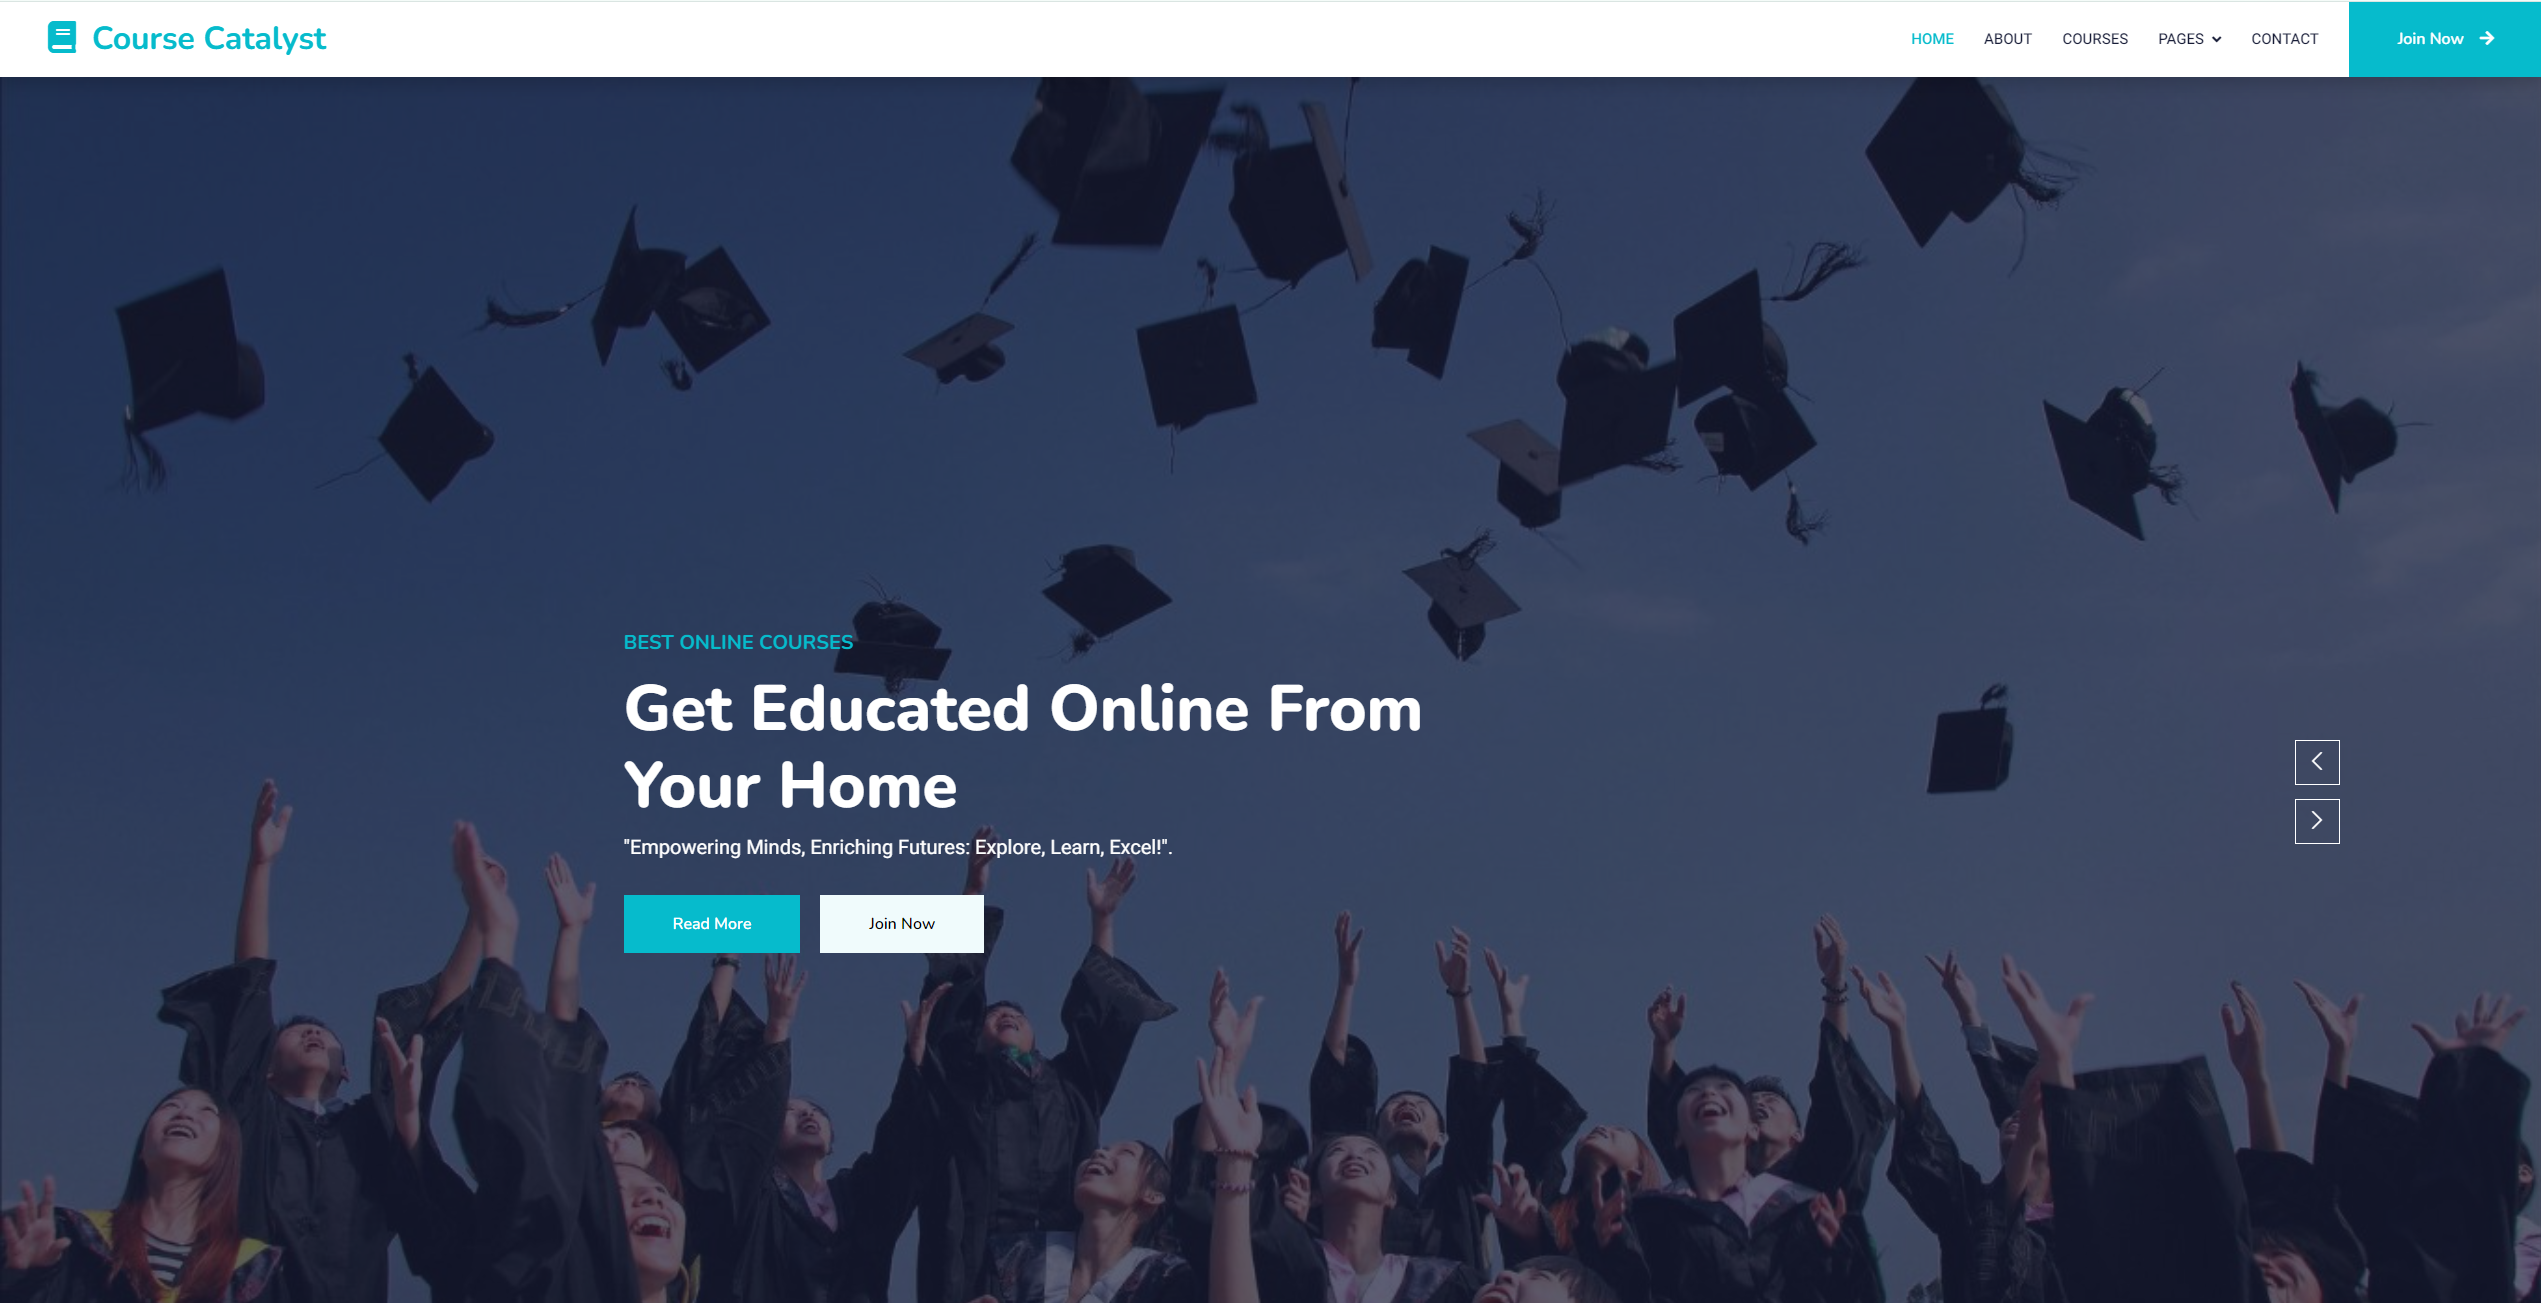 Course Catalyst
HOME ABOUT COURSES PAGES CONTACT Join Now
BEST ONLINE COURSES
Get Educated Online From
Your Home
"Empowering Minds, Enriching Futures: Explore, Learn, Excel!".
Read More Join Now